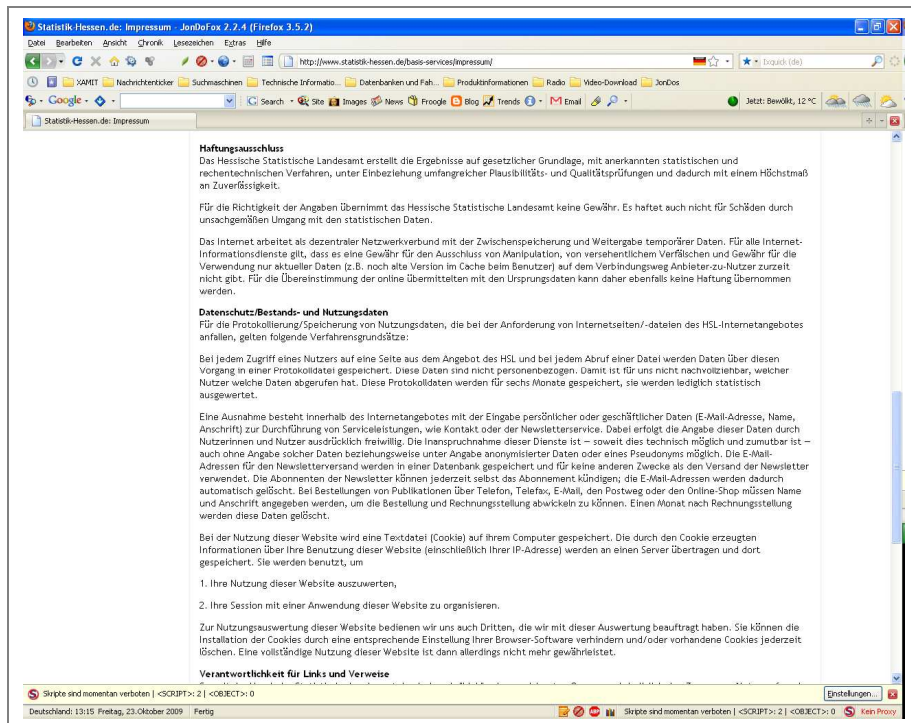 Statistik-Hessen.de: Impressum - JonDoFox 2.2.4 (Firefox 3.5.2)
Datei Bearbeiten Ansicht Chronik Lesezeichen Extras Hilfe
http://www.statistik-hessen.de/basis-services/impressum/
Ixquick (de)
XAMIT Nachrichtenticker Suchmaschinen Technische Informatio... Datenbanken und Fah... Produktinformationen Radio Video-Download JonDos
Google Search Site Images News Froogle Blog Trends Email Jetzt: Bewölkt, 12 °C
Statistik-Hessen.de: Impressum
Haftungsausschluss
Das Hessische Statistische Landesamt erstellt die Ergebnisse auf gesetzlicher Grundlage, mit anerkannten statistischen und
rechentechnischen Verfahren, unter Einbeziehung umfangreicher Plausibilitäts- und Qualitätsprüfungen und dadurch mit einem Höchstmaß
an Zuverlässigkeit.
Für die Richtigkeit der Angaben übernimmt das Hessische Statistische Landesamt keine Gewähr. Es haftet auch nicht für Schäden durch
unsachgemäßen Umgang mit den statistischen Daten.
Das Internet arbeitet als dezentraler Netzwerkverbund mit der Zwischenspeicherung und Weitergabe temporärer Daten. Für alle Internet-
Informationsdienste gilt, dass es eine Gewähr für den Ausschluss von Manipulation, von versehentlichem Verfälschen und Gewähr für die
Verwendung nur aktueller Daten (z.B. noch alte Version im Cache beim Benutzer) auf dem Verbindungsweg Anbieter-zu-Nutzer zurzeit
nicht gibt. Für die Übereinstimmung der online übermittelten mit den Ursprungsdaten kann daher ebenfalls keine Haftung übernommen
werden.
Datenschutz/Bestands- und Nutzungsdaten
Für die Protokollierung/Speicherung von Nutzungsdaten, die bei der Anforderung von Internetseiten/-dateien des HSL-Internetangebotes
anfallen, gelten folgende Verfahrensgrundsätze:
Bei jedem Zugriff eines Nutzers auf eine Seite aus dem Angebot des HSL und bei jedem Abruf einer Datei werden Daten über diesen
Vorgang in einer Protokolldatei gespeichert. Diese Daten sind nicht personenbezogen. Damit ist für uns nicht nachvollziehbar, welcher
Nutzer welche Daten abgerufen hat. Diese Protokolldaten werden für sechs Monate gespeichert, sie werden lediglich statistisch
ausgewertet.
Eine Ausnahme besteht innerhalb des Internetangebotes mit der Eingabe persönlicher oder geschäftlicher Daten (E-Mail-Adresse, Name,
Anschrift) zur Durchführung von Serviceleistungen, wie Kontakt oder der Newsletterservice. Dabei erfolgt die Angabe dieser Daten durch
Nutzerinnen und Nutzer ausdrücklich freiwillig. Die Inanspruchnahme dieser Dienste ist – soweit dies technisch möglich und zumutbar ist –
auch ohne Angabe solcher Daten beziehungsweise unter Angabe anonymisierter Daten oder eines Pseudonyms möglich. Die E-Mail-
Adressen für den Newsletterversand werden in einer Datenbank gespeichert und für keine anderen Zwecke als den Versand der Newsletter
verwendet. Die Abonnenten der Newsletter können jederzeit selbst das Abonnement kündigen; die E-Mail-Adressen werden dadurch
automatisch gelöscht. Bei Bestellungen von Publikationen über Telefon, Telefax, E-Mail, den Postweg oder den Online-Shop müssen Name
und Anschrift angegeben werden, um die Bestellung und Rechnungsstellung abwickeln zu können. Einen Monat nach Rechnungsstellung
werden diese Daten gelöscht.
Bei der Nutzung dieser Website wird eine Textdatei (Cookie) auf ihrem Computer gespeichert. Die durch den Cookie erzeugten
Informationen über Ihre Benutzung dieser Website (einschließlich Ihrer IP-Adresse) werden an einen Server übertragen und dort
gespeichert. Sie werden benutzt, um
1. Ihre Nutzung dieser Website auszuwerten,
2. Ihre Session mit einer Anwendung dieser Website zu organisieren.
Zur Nutzungsauswertung dieser Website bedienen wir uns auch Dritten, die wir mit dieser Auswertung beauftragt haben. Sie können die
Installation der Cookies durch eine entsprechende Einstellung Ihrer Browser-Software verhindern und/oder vorhandene Cookies jederzeit
löschen. Eine vollständige Nutzung dieser Website ist dann allerdings nicht mehr gewährleistet.
Verantwortlichkeit für Links und Verweise
Skripte sind momentan verboten | <SCRIPT>: 2 | <OBJECT>: 0 Einstellungen...
Deutschland: 13:15 Freitag, 23.Oktober 2009 Fertig ABP Skripte sind momentan verboten | <SCRIPT>: 2 | <OBJECT>: 0 Kein Proxy